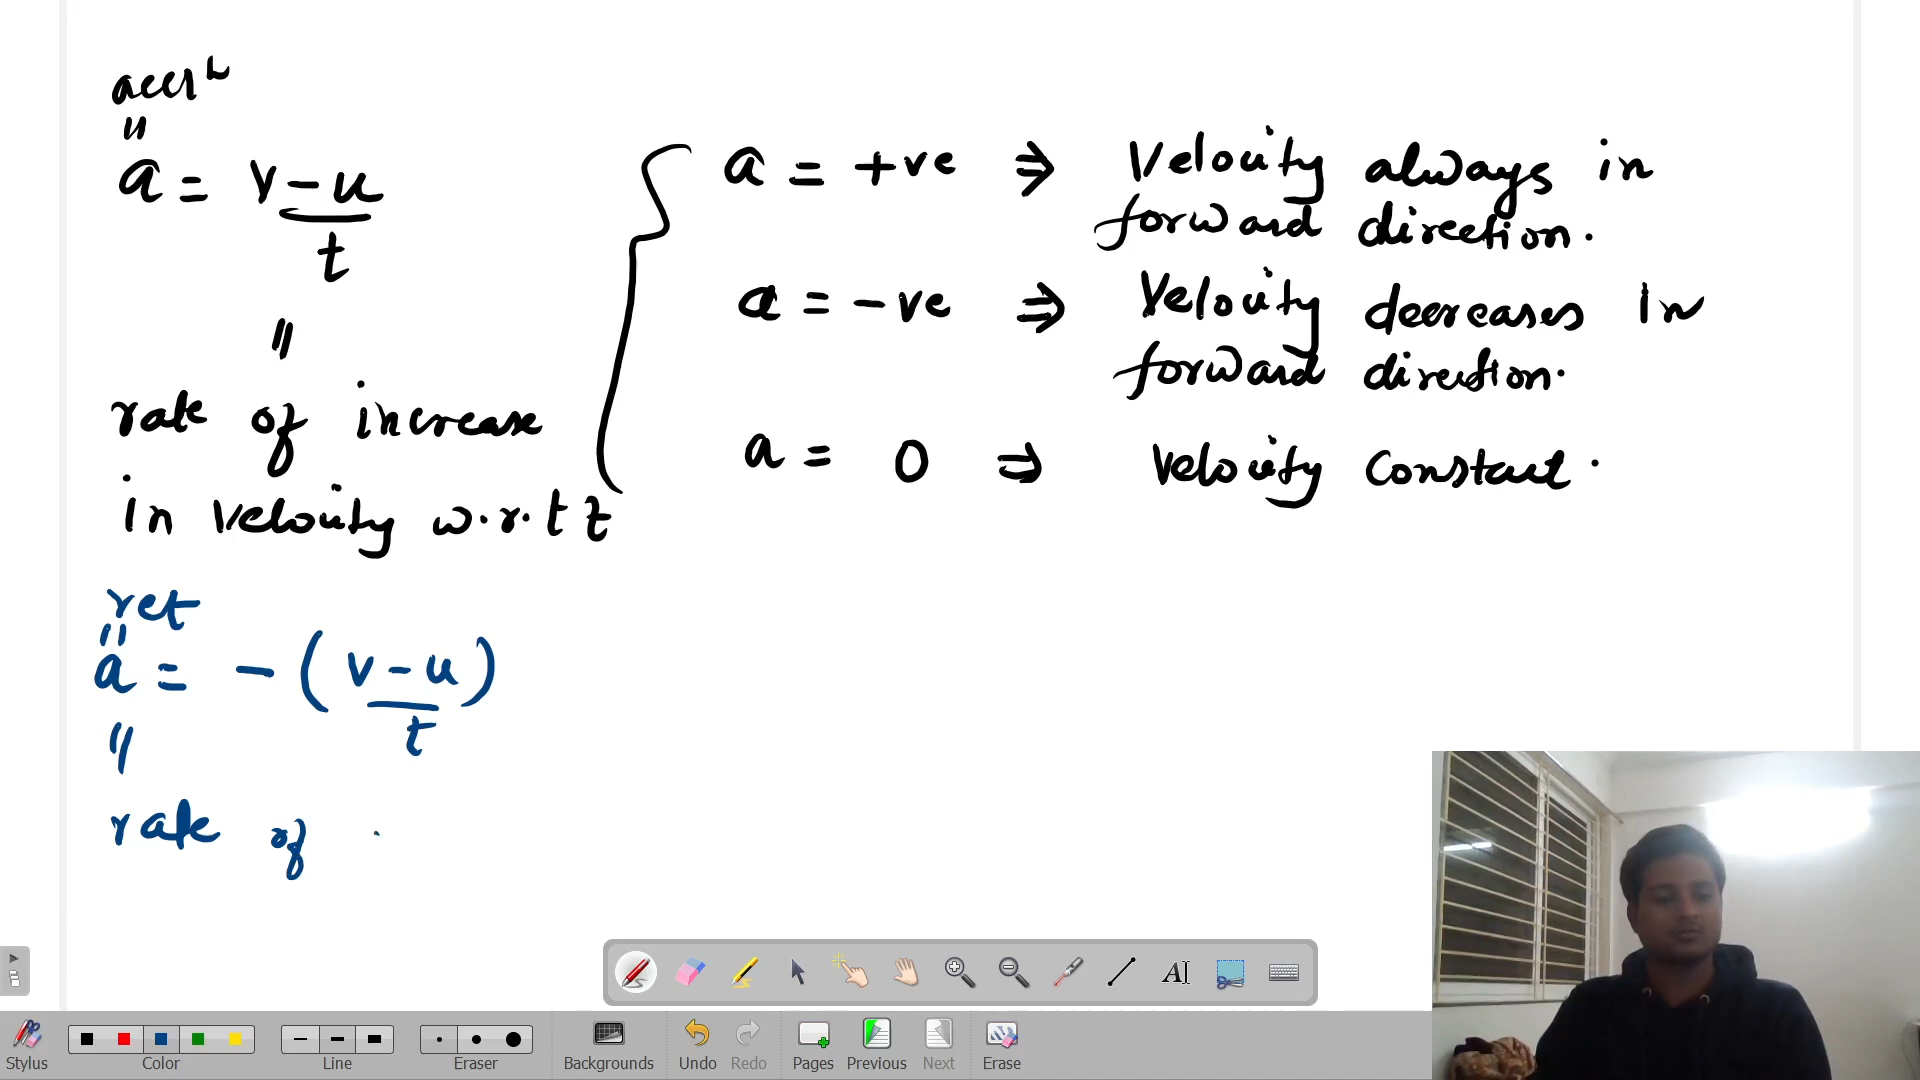 accⁿ
"
a = v-u
t
"
rate of increase
in velocity w.r.t t
a = +ve ⇒ Velocity always in
forward direction.
a = -ve ⇒ Velocity decreases in
forward direction.
a = 0 ⇒ Velocity constant.
ret
"
a = - ( v-u )
t
"
rate of
Stylus
Color
Line
Eraser
Backgrounds
Undo
Redo
Pages
Previous
Next
Erase